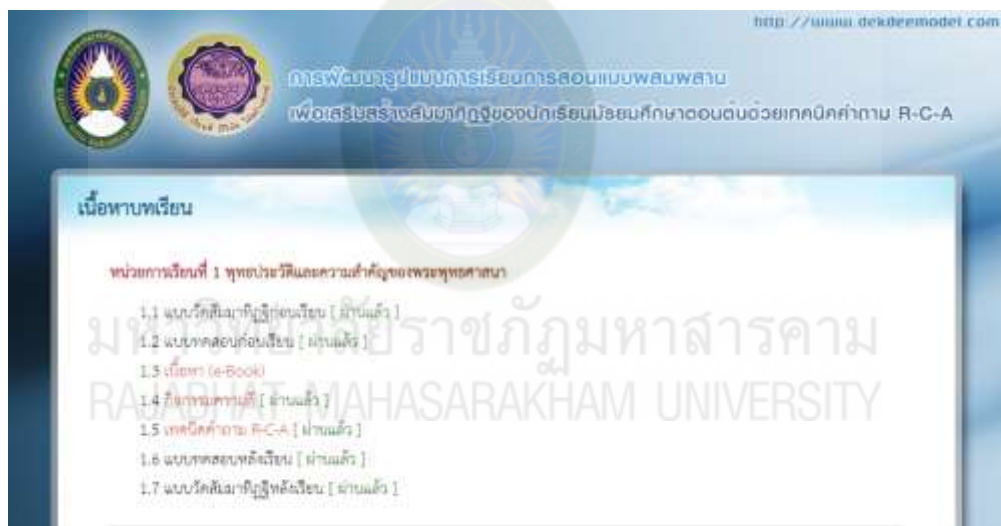 http://www.dekdeemodel.com
การพัฒนารูปแบบการเรียนการสอนแบบผสมผสาน
เพื่อเสริมสร้างสัมมาทิฏฐิของนักเรียนมัธยมศึกษาตอนต้นด้วยเทคนิคคำถาม R-C-A
เนื้อหาบทเรียน
หน่วยการเรียนที่ 1 พุทธประวัติและความสำคัญของพระพุทธศาสนา
1.1 แบบวัดสัมมาทิฏฐิก่อนเรียน [ ผ่านแล้ว ]
1.2 แบบทดสอบก่อนเรียน [ ผ่านแล้ว ]
1.3 เนื้อหา (e-Book)
1.4 กิจกรรมความดี [ ผ่านแล้ว ]
1.5 เทคนิคคำถาม R-C-A [ ผ่านแล้ว ]
1.6 แบบทดสอบหลังเรียน [ ผ่านแล้ว ]
1.7 แบบวัดสัมมาทิฏฐิหลังเรียน [ ผ่านแล้ว ]
มหาวิทยาลัยราชภัฏมหาสารคาม
RAJABHAT MAHASARAKHAM UNIVERSITY